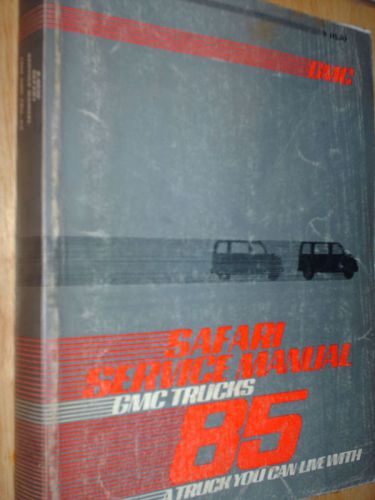 GMC
SAFARI
SERVICE MANUAL
GMC TRUCKS
85
A TRUCK YOU CAN LIVE WITH